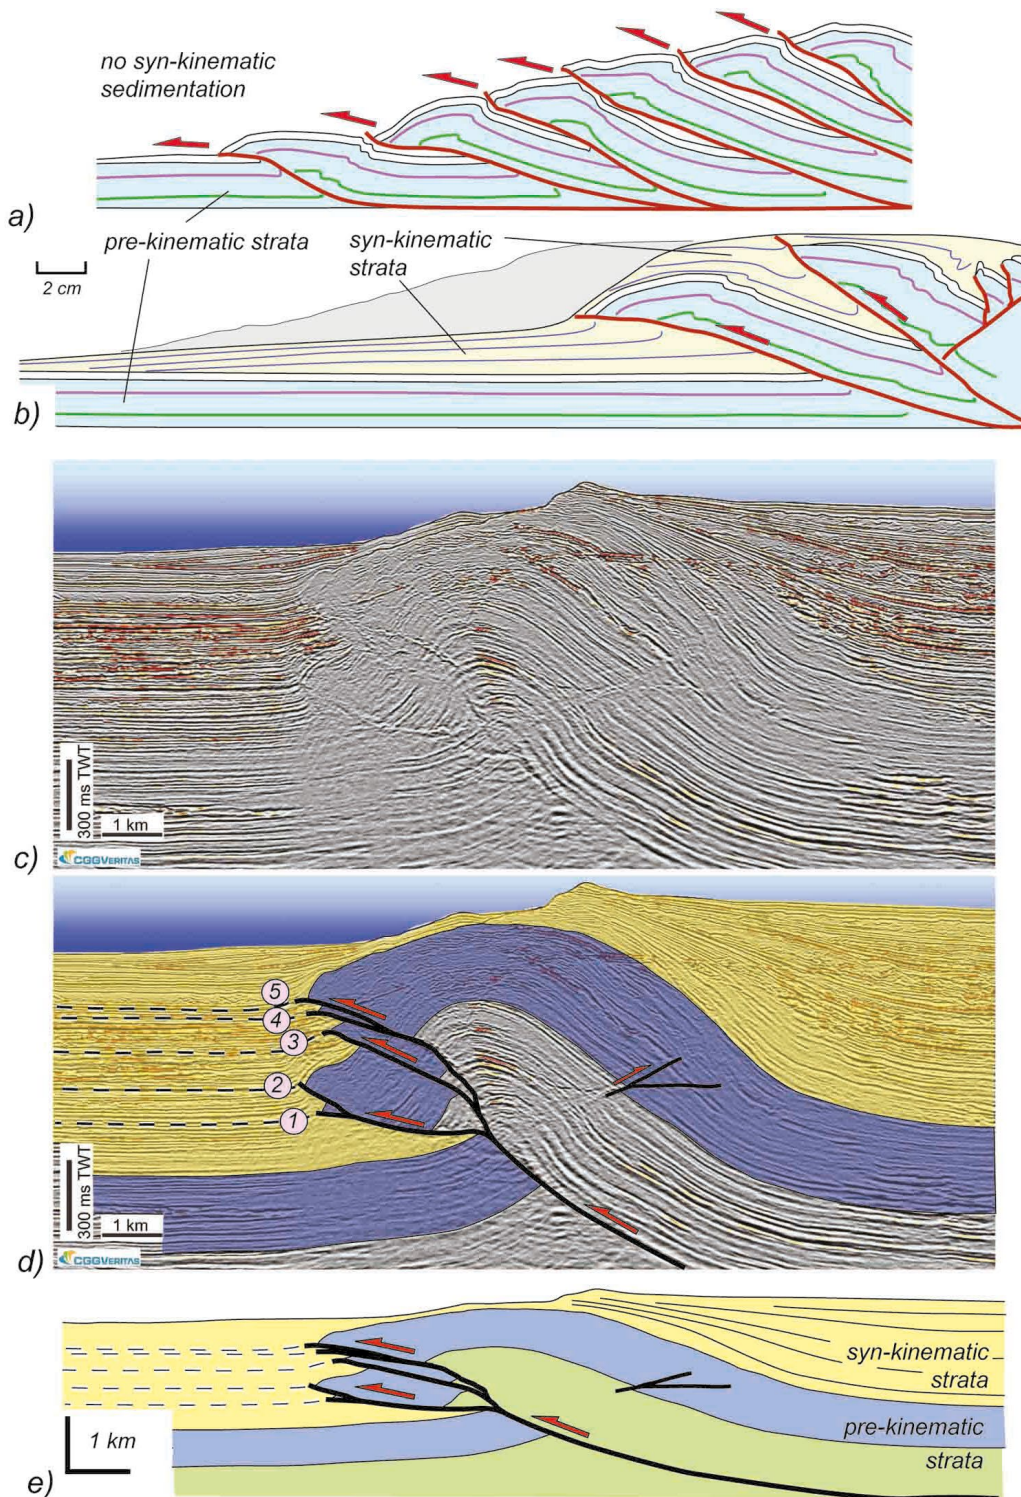 no syn-kinematic
sedimentation
a)
pre-kinematic strata
syn-kinematic
strata
2 cm
b)
300 ms TWT
1 km
CGGVERITAS
c)
5
4
3
2
1
300 ms TWT
1 km
CGGVERITAS
d)
syn-kinematic
strata
pre-kinematic
strata
1 km
e)